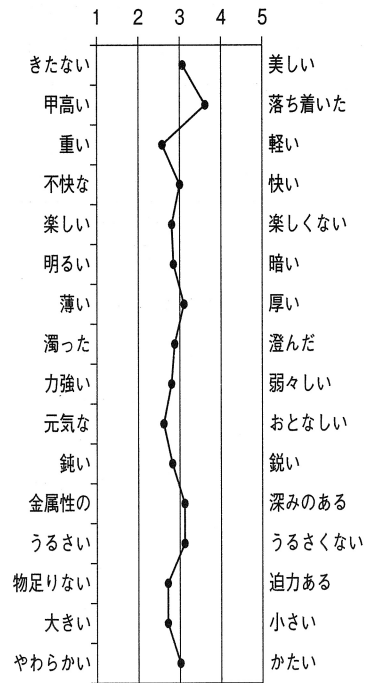 1 2 3 4 5
きたない 美しい
甲高い 落ち着いた
重い 軽い
不快な 快い
楽しい 楽しくない
明るい 暗い
薄い 厚い
濁った 澄んだ
力強い 弱々しい
元気な おとなしい
鈍い 鋭い
金属性の 深みのある
うるさい うるさくない
物足りない 迫力ある
大きい 小さい
やわらかい かたい